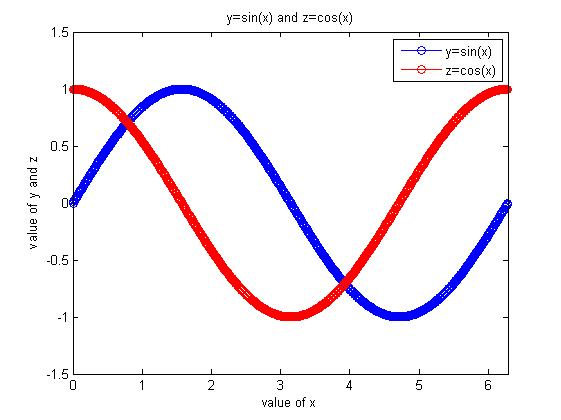 y=sin(x) and z=cos(x)
1.5
y=sin(x)
z=cos(x)
1
0.5
value of y and z
0
-0.5
-1
-1.5
0 1 2 3 4 5 6
value of x